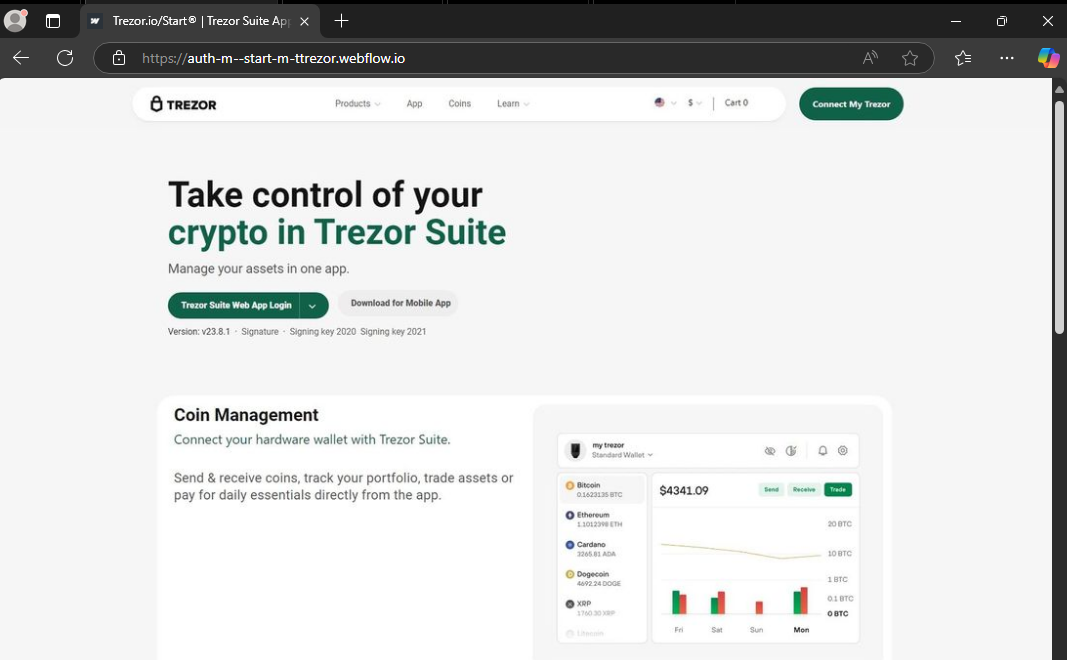 Trezor.io/Start® | Trezor Suite Ap
https://auth-m--start-m-ttrezor.webflow.io
TREZOR
Products
App
Coins
Learn
$
Cart 0
Connect My Trezor
Take control of your
crypto in Trezor Suite
Manage your assets in one app.
Trezor Suite Web App Login
Download for Mobile App
Version: v23.8.1 · Signature · Signing key 2020 Signing key 2021
Coin Management
Connect your hardware wallet with Trezor Suite.
Send & receive coins, track your portfolio, trade assets or
pay for daily essentials directly from the app.
my trezor
Standard Wallet
Bitcoin
0.1623135 BTC
Ethereum
1.1012398 ETH
Cardano
3265.81 ADA
Dogecoin
4692.24 DOGE
XRP
1760.30 XRP
Litecoin
$4341.09
Send
Receive
Trade
20 BTC
10 BTC
1 BTC
0.1 BTC
0 BTC
Fri
Sat
Sun
Mon